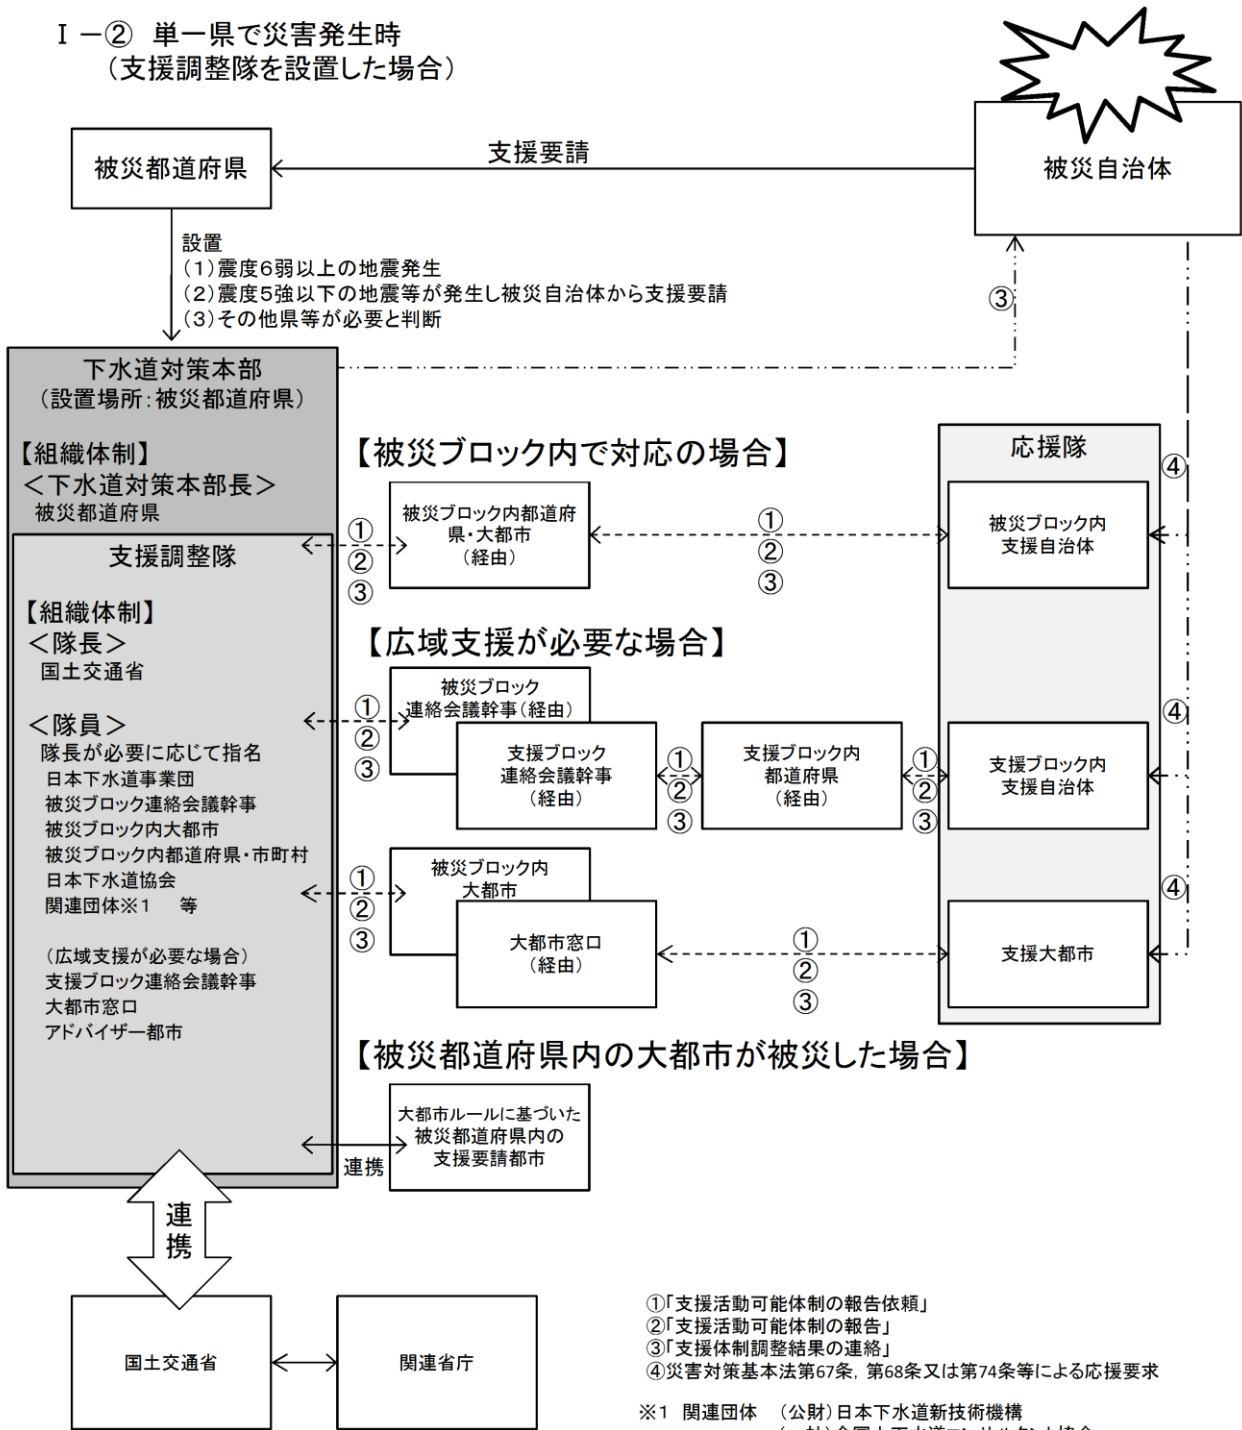 Ⅰ－② 単一県で災害発生時
（支援調整隊を設置した場合）
被災都道府県
支援要請
被災自治体
設置
（１）震度６弱以上の地震発生
（２）震度５強以下の地震等が発生し被災自治体から支援要請
（３）その他県等が必要と判断
③
下水道対策本部
（設置場所：被災都道府県）
【組織体制】
＜下水道対策本部長＞
被災都道府県
支援調整隊
【組織体制】
＜隊長＞
国土交通省
＜隊員＞
隊長が必要に応じて指名
日本下水道事業団
被災ブロック連絡会議幹事
被災ブロック内大都市
被災ブロック内都道府県・市町村
日本下水道協会
関連団体※１ 等
（広域支援が必要な場合）
支援ブロック連絡会議幹事
大都市窓口
アドバイザー都市
【被災ブロック内で対応の場合】
①
②
③
被災ブロック内都道府
県・大都市
（経由）
①
②
③
応援隊
④
被災ブロック内
支援自治体
【広域支援が必要な場合】
①
②
③
被災ブロック
連絡会議幹事（経由）
支援ブロック
連絡会議幹事
（経由）
①
②
③
支援ブロック内
都道府県
（経由）
①
②
③
支援ブロック内
支援自治体
④
①
②
③
被災ブロック内
大都市
大都市窓口
（経由）
①
②
③
支援大都市
④
【被災都道府県内の大都市が被災した場合】
大都市ルールに基づいた
被災都道府県内の
支援要請都市
連携
連携
国土交通省
関連省庁
①「支援活動可能体制の報告依頼」
②「支援活動可能体制の報告」
③「支援体制調整結果の連絡」
④災害対策基本法第67条，第68条又は第74条等による応援要求
※１ 関連団体 （公財）日本下水道新技術機構